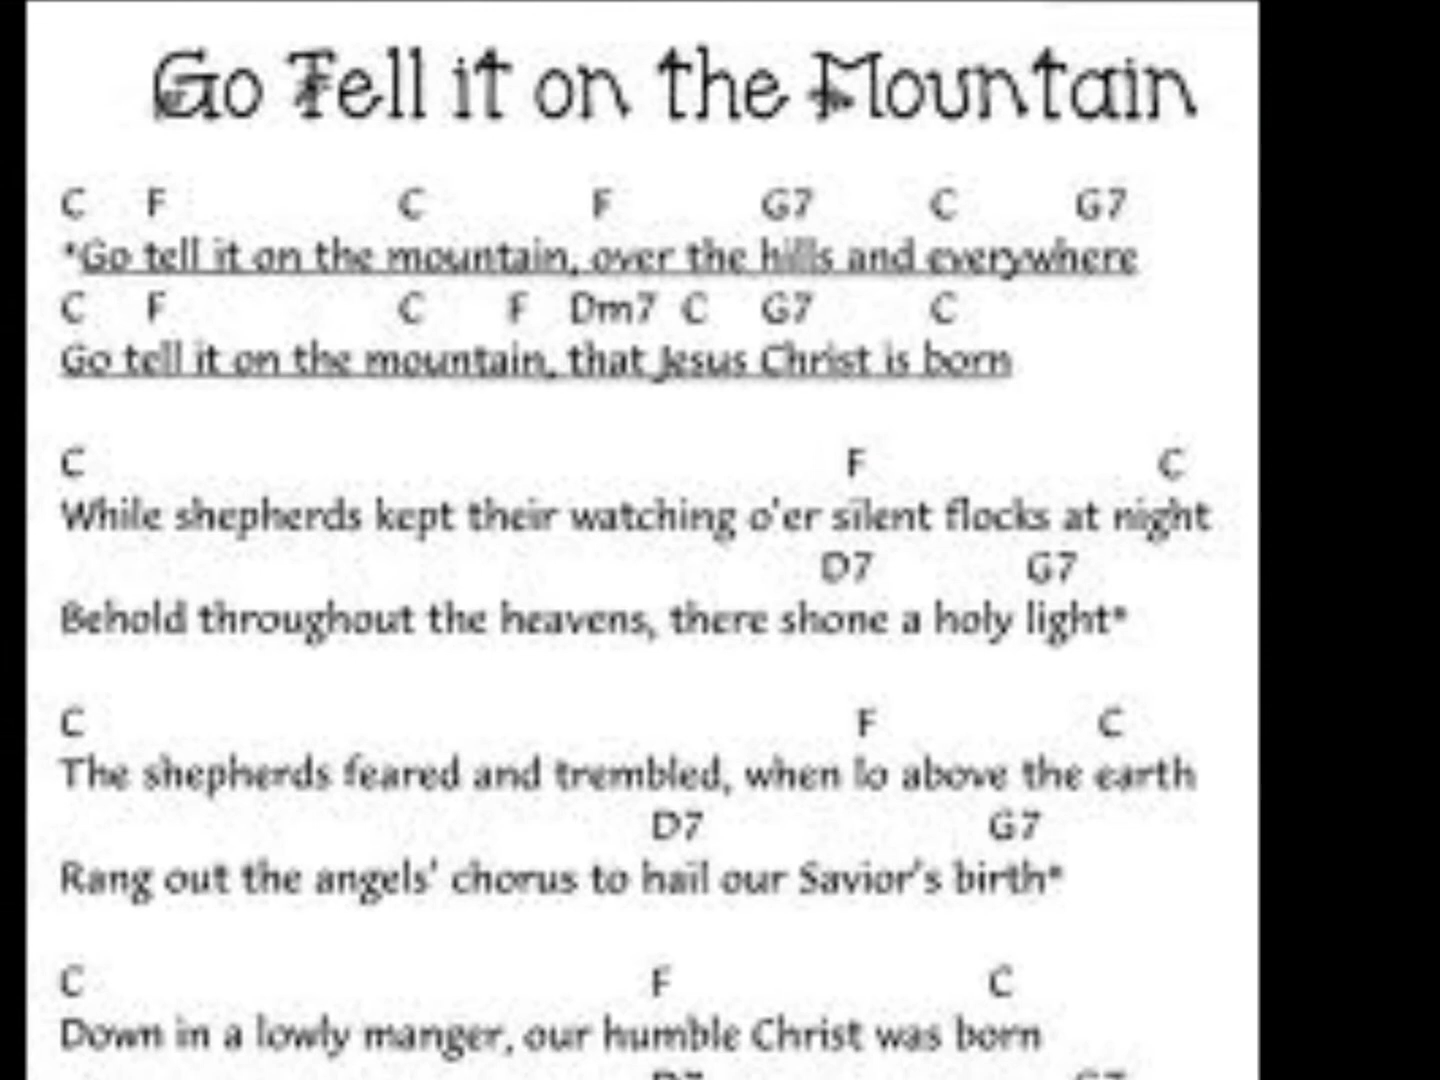 Go Tell it on the Mountain
C F C F G7 C G7
*Go tell it on the mountain, over the hills and everywhere
C F C F Dm7 C G7 C
Go tell it on the mountain, that Jesus Christ is born
C F C
While shepherds kept their watching o'er silent flocks at night
D7 G7
Behold throughout the heavens, there shone a holy light*
C F C
The shepherds feared and trembled, when lo above the earth
D7 G7
Rang out the angels' chorus to hail our Savior's birth*
C F C
Down in a lowly manger, our humble Christ was born
D7 G7